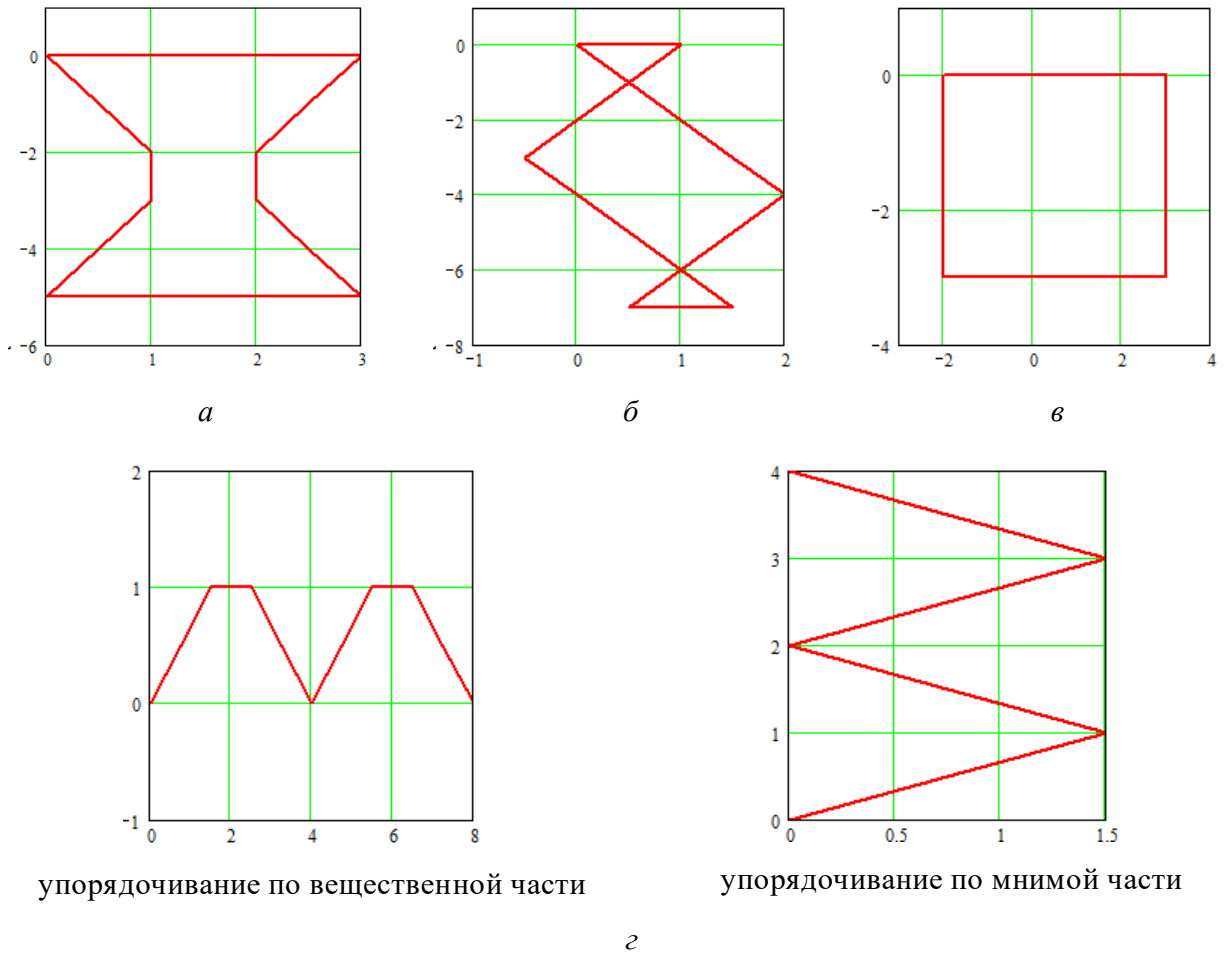 0
−2
−4
−6
0 1 2 3
а
0
−2
−4
−6
−8
−1 0 1 2
б
0
−2
−4
−2 0 2 4
в
2
1
0
−1
0 2 4 6 8
упорядочивание по вещественной части
4
3
2
1
0
0 0.5 1 1.5
упорядочивание по мнимой части
г